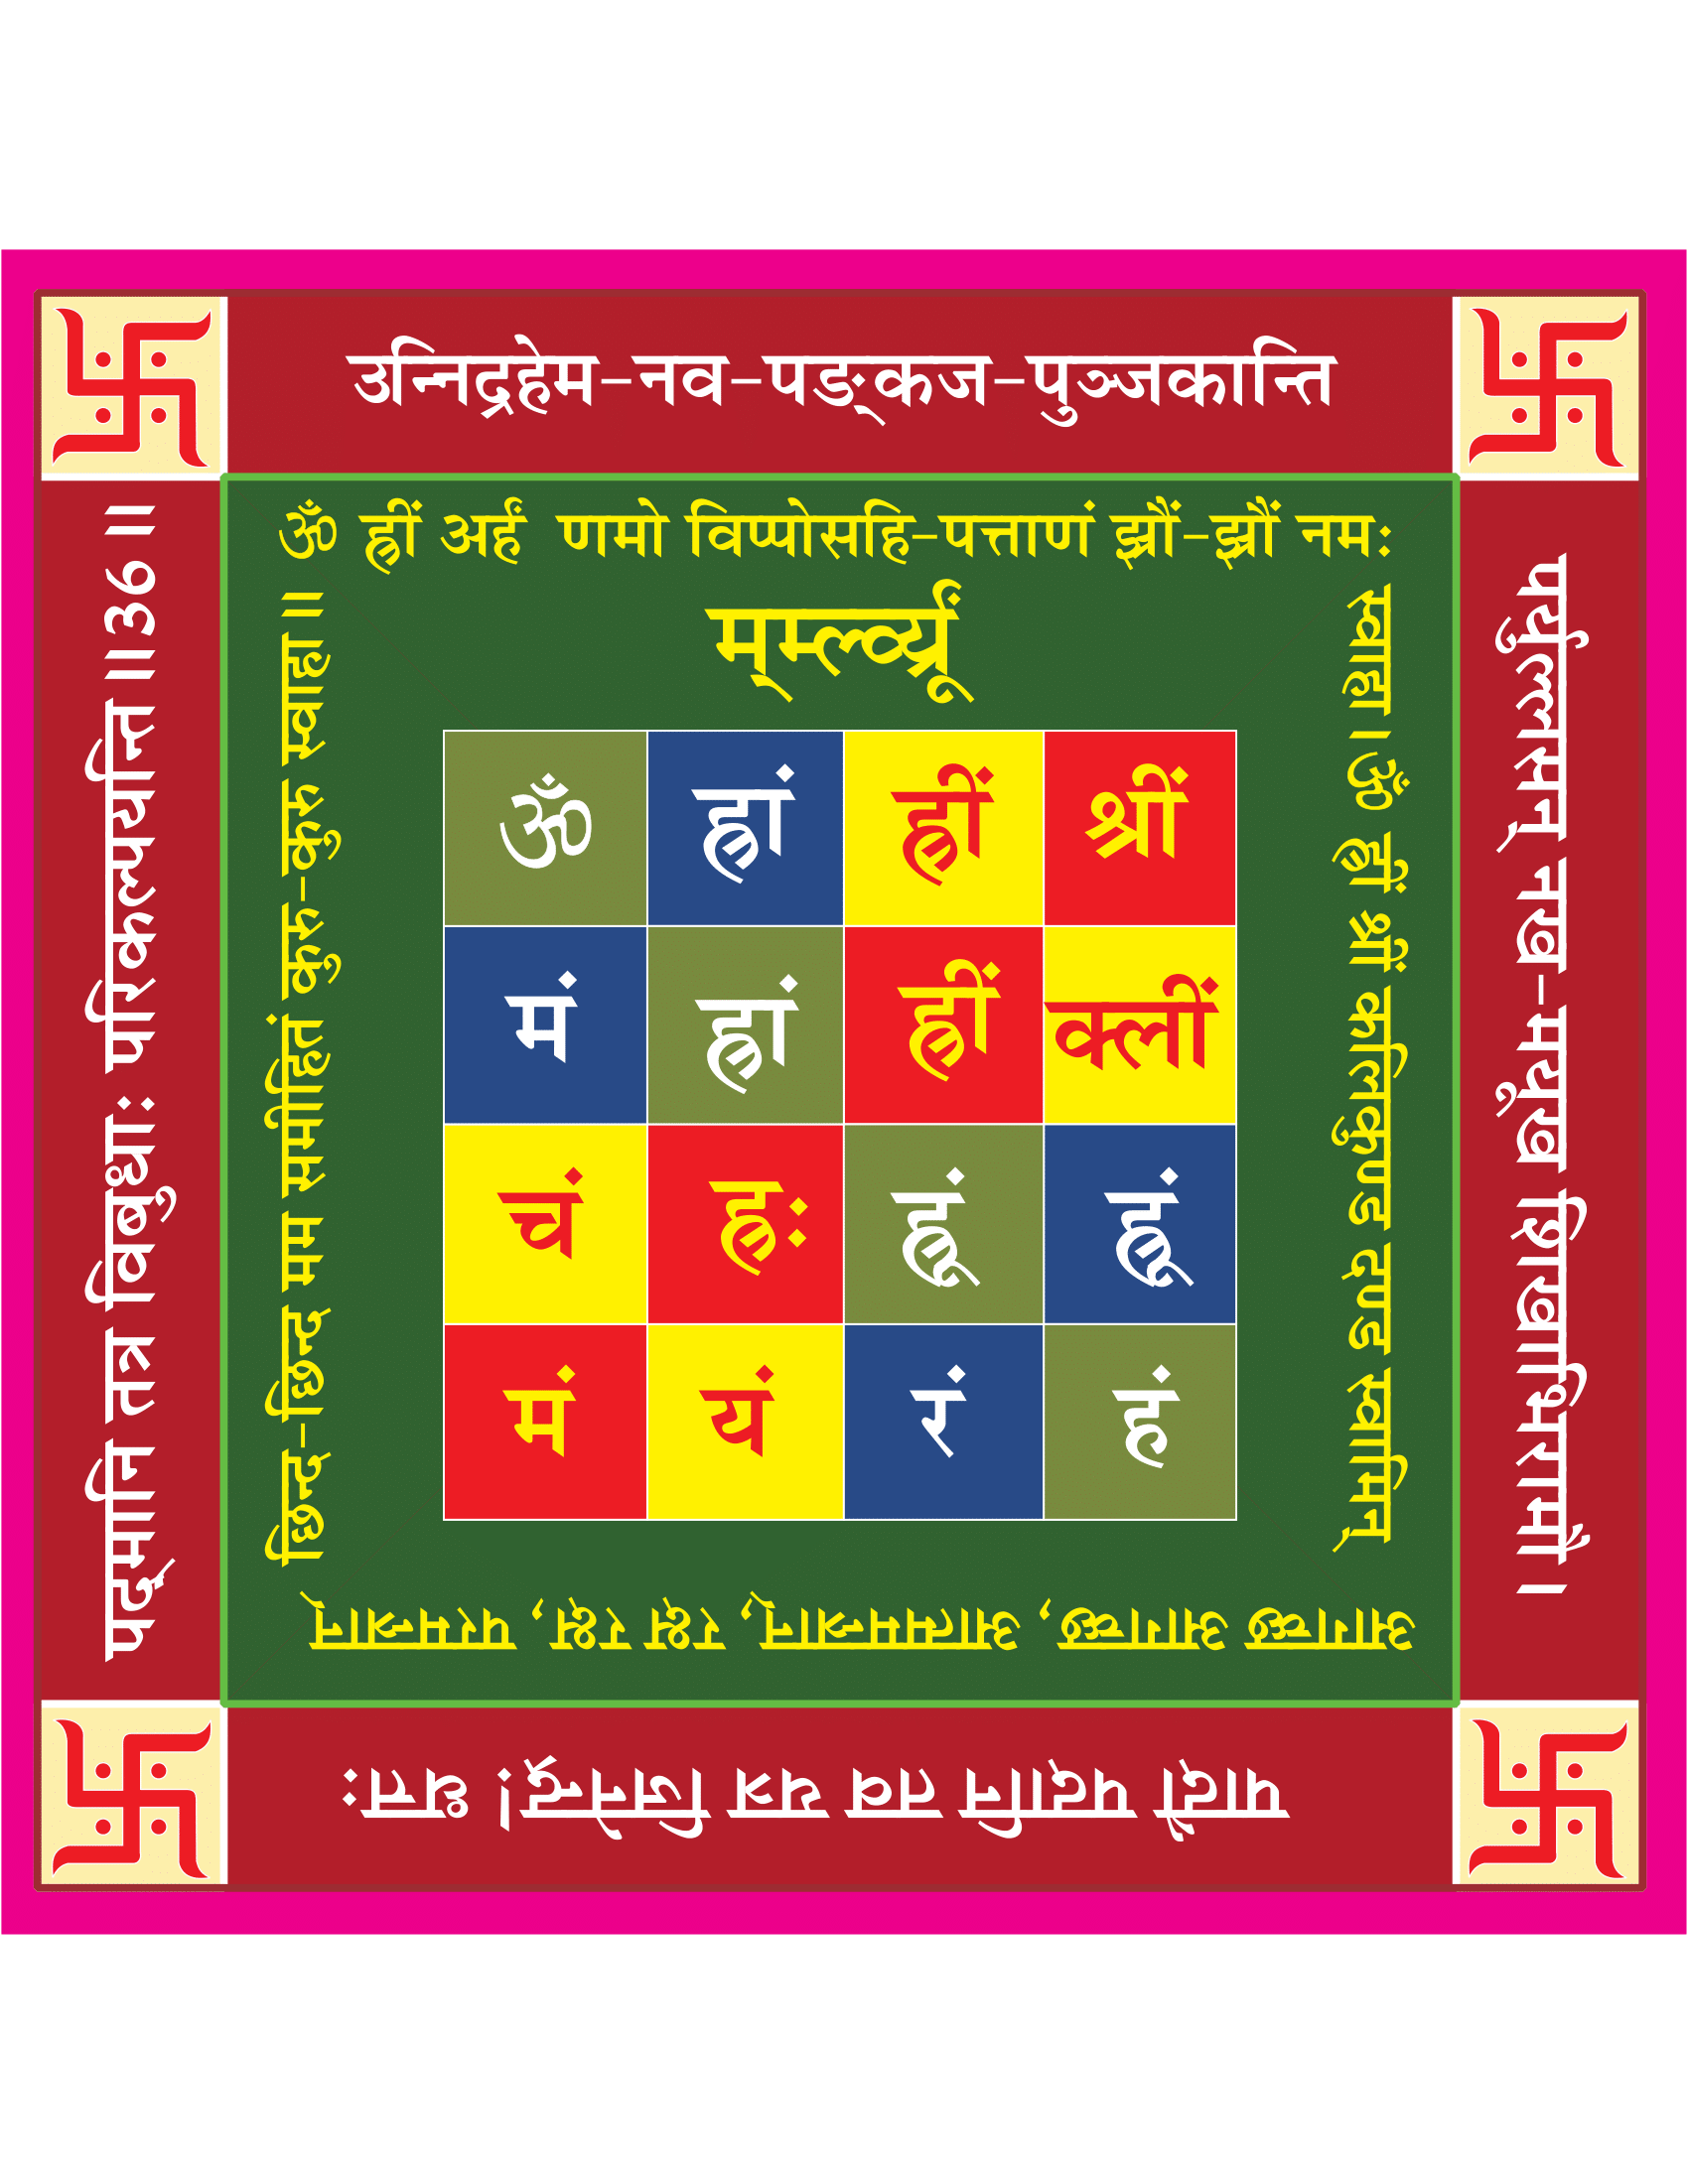 उन्निद्रहेम-नव-पङ्कज-पुञ्जकान्ति
पर्युल्लसन् नख-मयूख शिखाभिरामौ।
पादौ पदानि तव यत्र जिनेन्द्र! धत्तः
पद्मानि तत्र विबुधाः परिकल्पयन्ति॥३६॥
ॐ ह्रां अर्हं णमो विप्पोसहि-पत्ताणं झ्रौं-झ्रौं नमः
स्वाहा। ॐ ह्रीं श्रीं कलिकुण्ड दण्ड स्वामिन्
आगच्छ आगच्छ, आत्ममन्त्रान्, रक्ष रक्ष, परमन्त्रान्
छिन्द-छिन्द मम समीहितं कुरु-कुरु स्वाहा॥
म्म्ल्व्य्रूं
ॐ ह्रां ह्रीं श्रीं
मं ह्रां ह्रीं क्लीं
चं ह्रः ह्रूं ह्रूं
मं यं रं हं